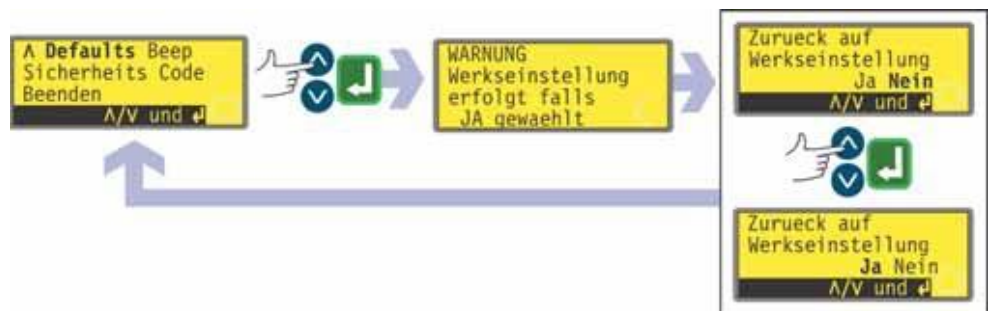 Λ Defaults Beep
Sicherheits Code
Beenden
Λ/V und ↲
WARNUNG
Werkseinstellung
erfolgt falls
JA gewaehlt
Zurueck auf
Werkseinstellung
Ja Nein
Λ/V und ↲
Zurueck auf
Werkseinstellung
Ja Nein
Λ/V und ↲